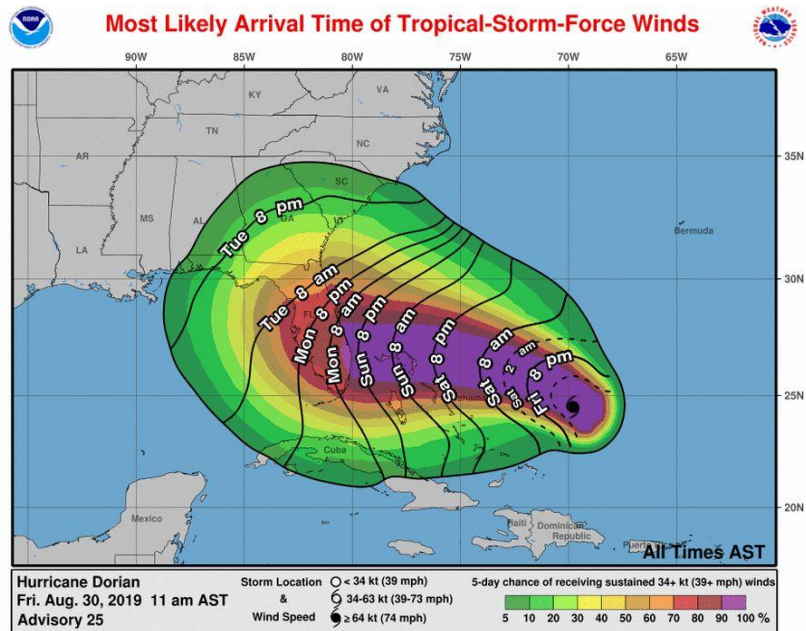 NOAA
Most Likely Arrival Time of Tropical-Storm-Force Winds
90W 85W 80W 75W 70W 65W
KY
VA
TN
NC
AR
35N
SC
MS
AL
GA
Tue 8 pm
LA
Bermuda
30N
Tue 8 am
FL
Mon 8 pm
Mon 8 am
Sun 8 pm
Sun 8 am
Sat 8 pm
Sat 8 am
Sat 2 am
Fri 8 pm
25N
Cuba
Mexico
20N
Haiti
Dominican
Republic
All Times AST
Hurricane Dorian
Fri. Aug. 30, 2019 11 am AST
Advisory 25
Storm Location
&
Wind Speed
< 34 kt (39 mph)
34-63 kt (39-73 mph)
≥ 64 kt (74 mph)
5-day chance of receiving sustained 34+ kt (39+ mph) winds
5 10 20 30 40 50 60 70 80 90 100 %